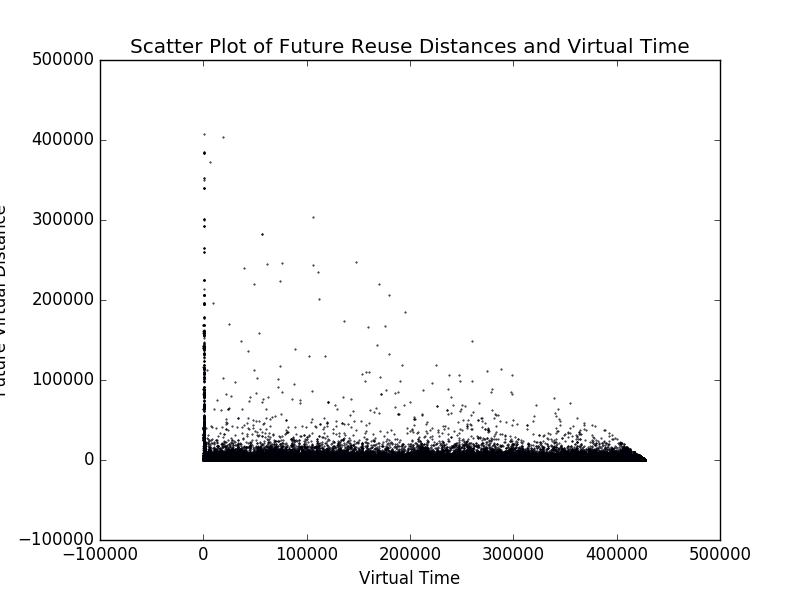 Scatter Plot of Future Reuse Distances and Virtual Time
500000
400000
300000
200000
100000
0
−100000
Future Virtual Distance
−100000 0 100000 200000 300000 400000 500000
Virtual Time